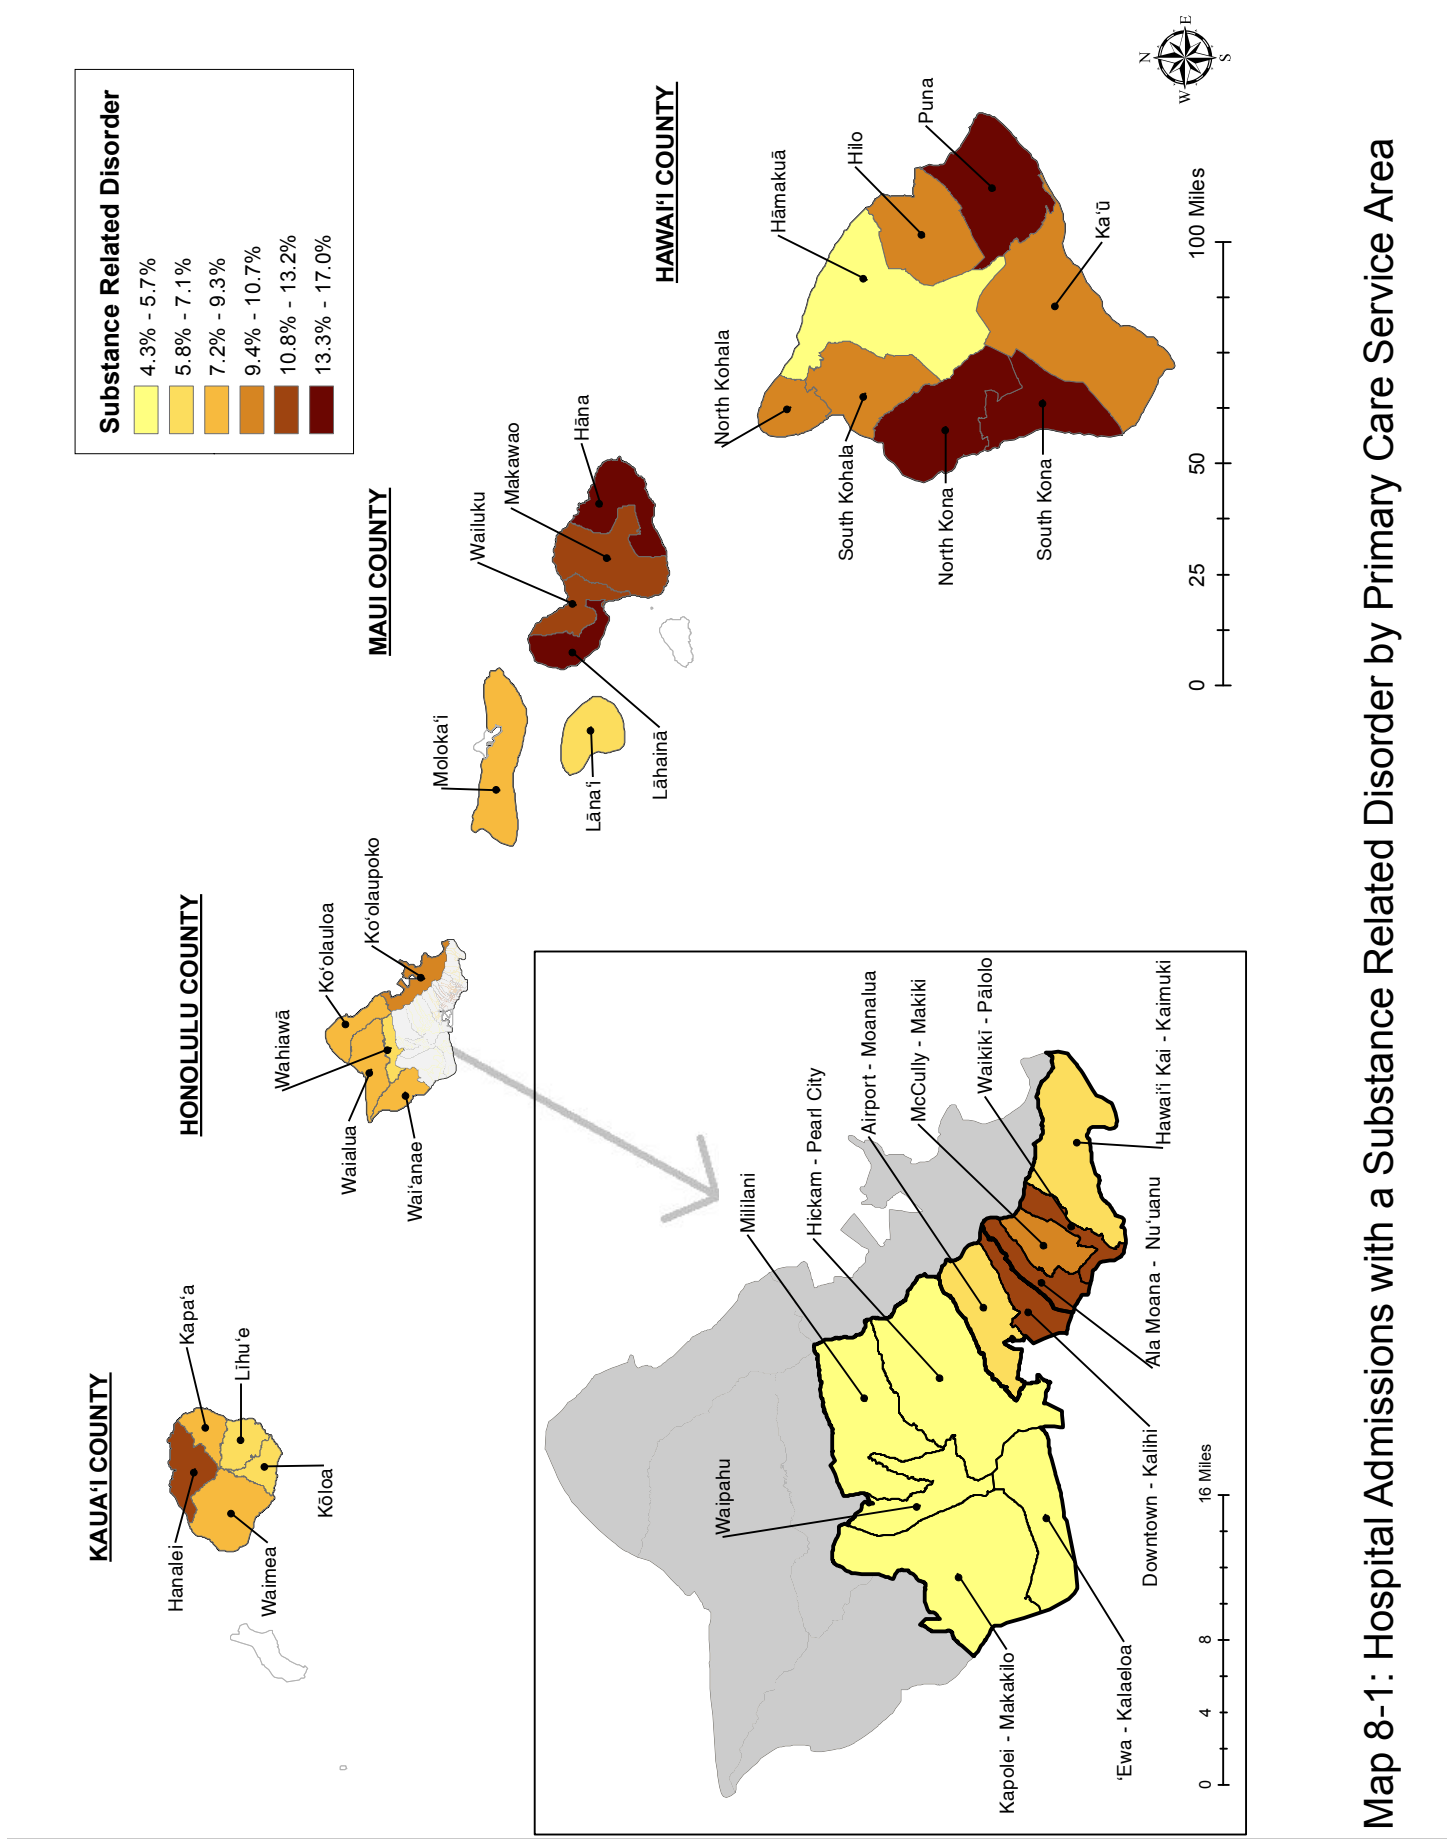 Map 8-1: Hospital Admissions with a Substance Related Disorder by Primary Care Service Area
KAUAʻI COUNTY
Hanalei
Kapaʻa
Līhuʻe
Waimea
Kōloa
HONOLULU COUNTY
Wahiawā
Koʻolauloa
Koʻolaupoko
Waialua
Waiʻanae
MAUI COUNTY
Molokaʻi
Wailuku
Makawao
Hāna
Lānaʻi
Lāhainā
HAWAIʻI COUNTY
North Kohala
Hāmakuā
Hilo
Puna
South Kohala
North Kona
South Kona
Kaʻū
Substance Related Disorder
4.3% - 5.7%
5.8% - 7.1%
7.2% - 9.3%
9.4% - 10.7%
10.8% - 13.2%
13.3% - 17.0%
N
W
E
S
0 25 50 100 Miles
Waipahu
Mililani
Hickam - Pearl City
Airport - Moanalua
McCully - Makiki
Waikiki - Pālolo
Kapolei - Makakilo
ʻEwa - Kalaeloa
Downtown - Kalihi
Ala Moana - Nuʻuanu
Hawaiʻi Kai - Kaimuki
0 4 8 16 Miles